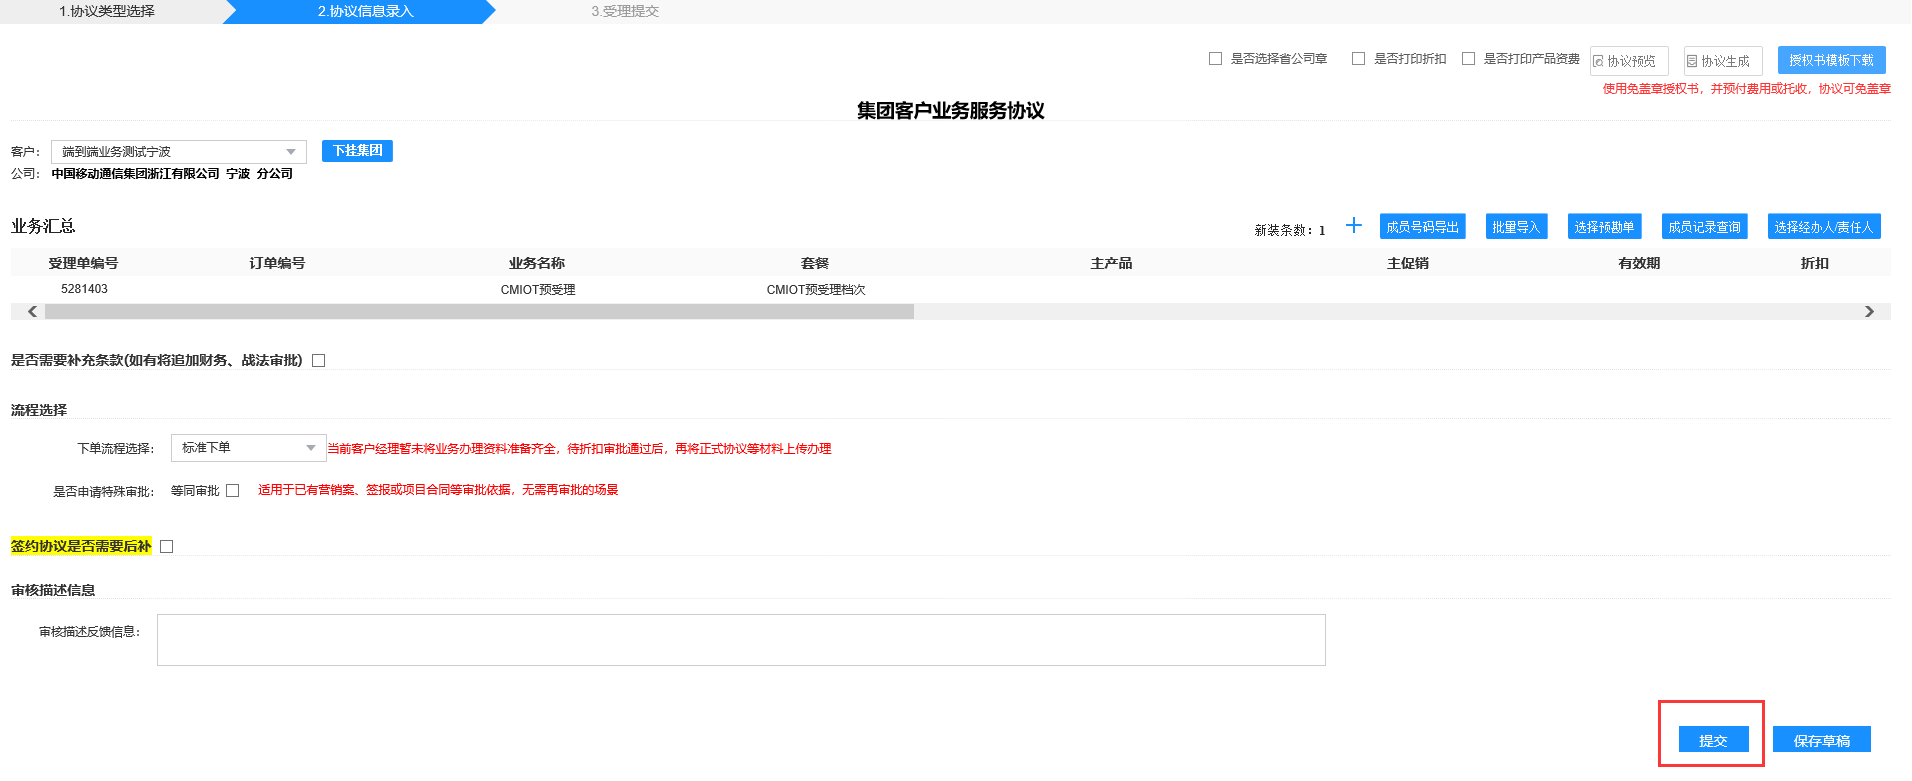 1.协议类型选择 2.协议信息录入 3.受理提交
是否选择省公司章 是否打印折扣 是否打印产品资费 协议预览 协议生成 授权书模板下载
使用免盖章授权书，并预付费用或托收，协议可免盖章
集团客户业务服务协议
客户： 端到端业务测试宁波 下挂集团
公司： 中国移动通信集团浙江有限公司 宁波 分公司
业务汇总 新装条数：1 + 成员号码导出 批量导入 选择预勘单 成员记录查询 选择经办人/责任人
受理单编号 订单编号 业务名称 套餐 主产品 主促销 有效期 折扣
5281403 CMIOT预受理 CMIOT预受理档次
是否需要补充条款(如有将追加财务、战法审批)
流程选择
下单流程选择： 标准下单 当前客户经理暂未将业务办理资料准备齐全，待折扣审批通过后，再将正式协议等材料上传办理
是否申请特殊审批： 等同审批 适用于已有营销案、签报或项目合同等审批依据，无需再审批的场景
签约协议是否需要后补
审核描述信息
审核描述反馈信息：
提交 保存草稿